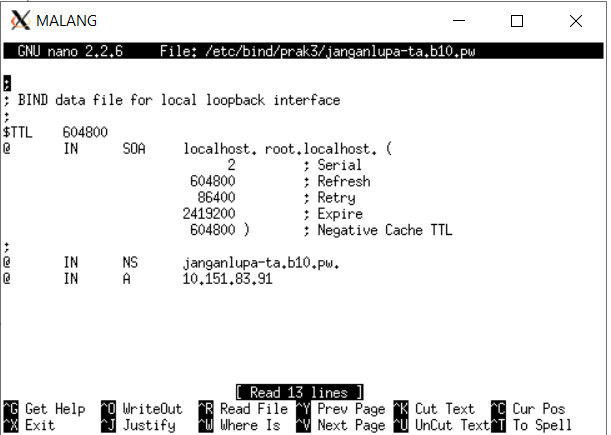 MALANG
GNU nano 2.2.6 File: /etc/bind/prak3/janganlupa-ta.b10.pw
;
; BIND data file for local loopback interface
;
$TTL 604800
@ IN SOA localhost. root.localhost. (
2 ; Serial
604800 ; Refresh
86400 ; Retry
2419200 ; Expire
604800 ) ; Negative Cache TTL
;
@ IN NS janganlupa-ta.b10.pw.
@ IN A 10.151.83.91
[ Read 13 lines ]
^G Get Help ^O WriteOut ^R Read File ^Y Prev Page ^K Cut Text ^C Cur Pos
^X Exit ^J Justify ^W Where Is ^V Next Page ^U UnCut Text ^T To Spell